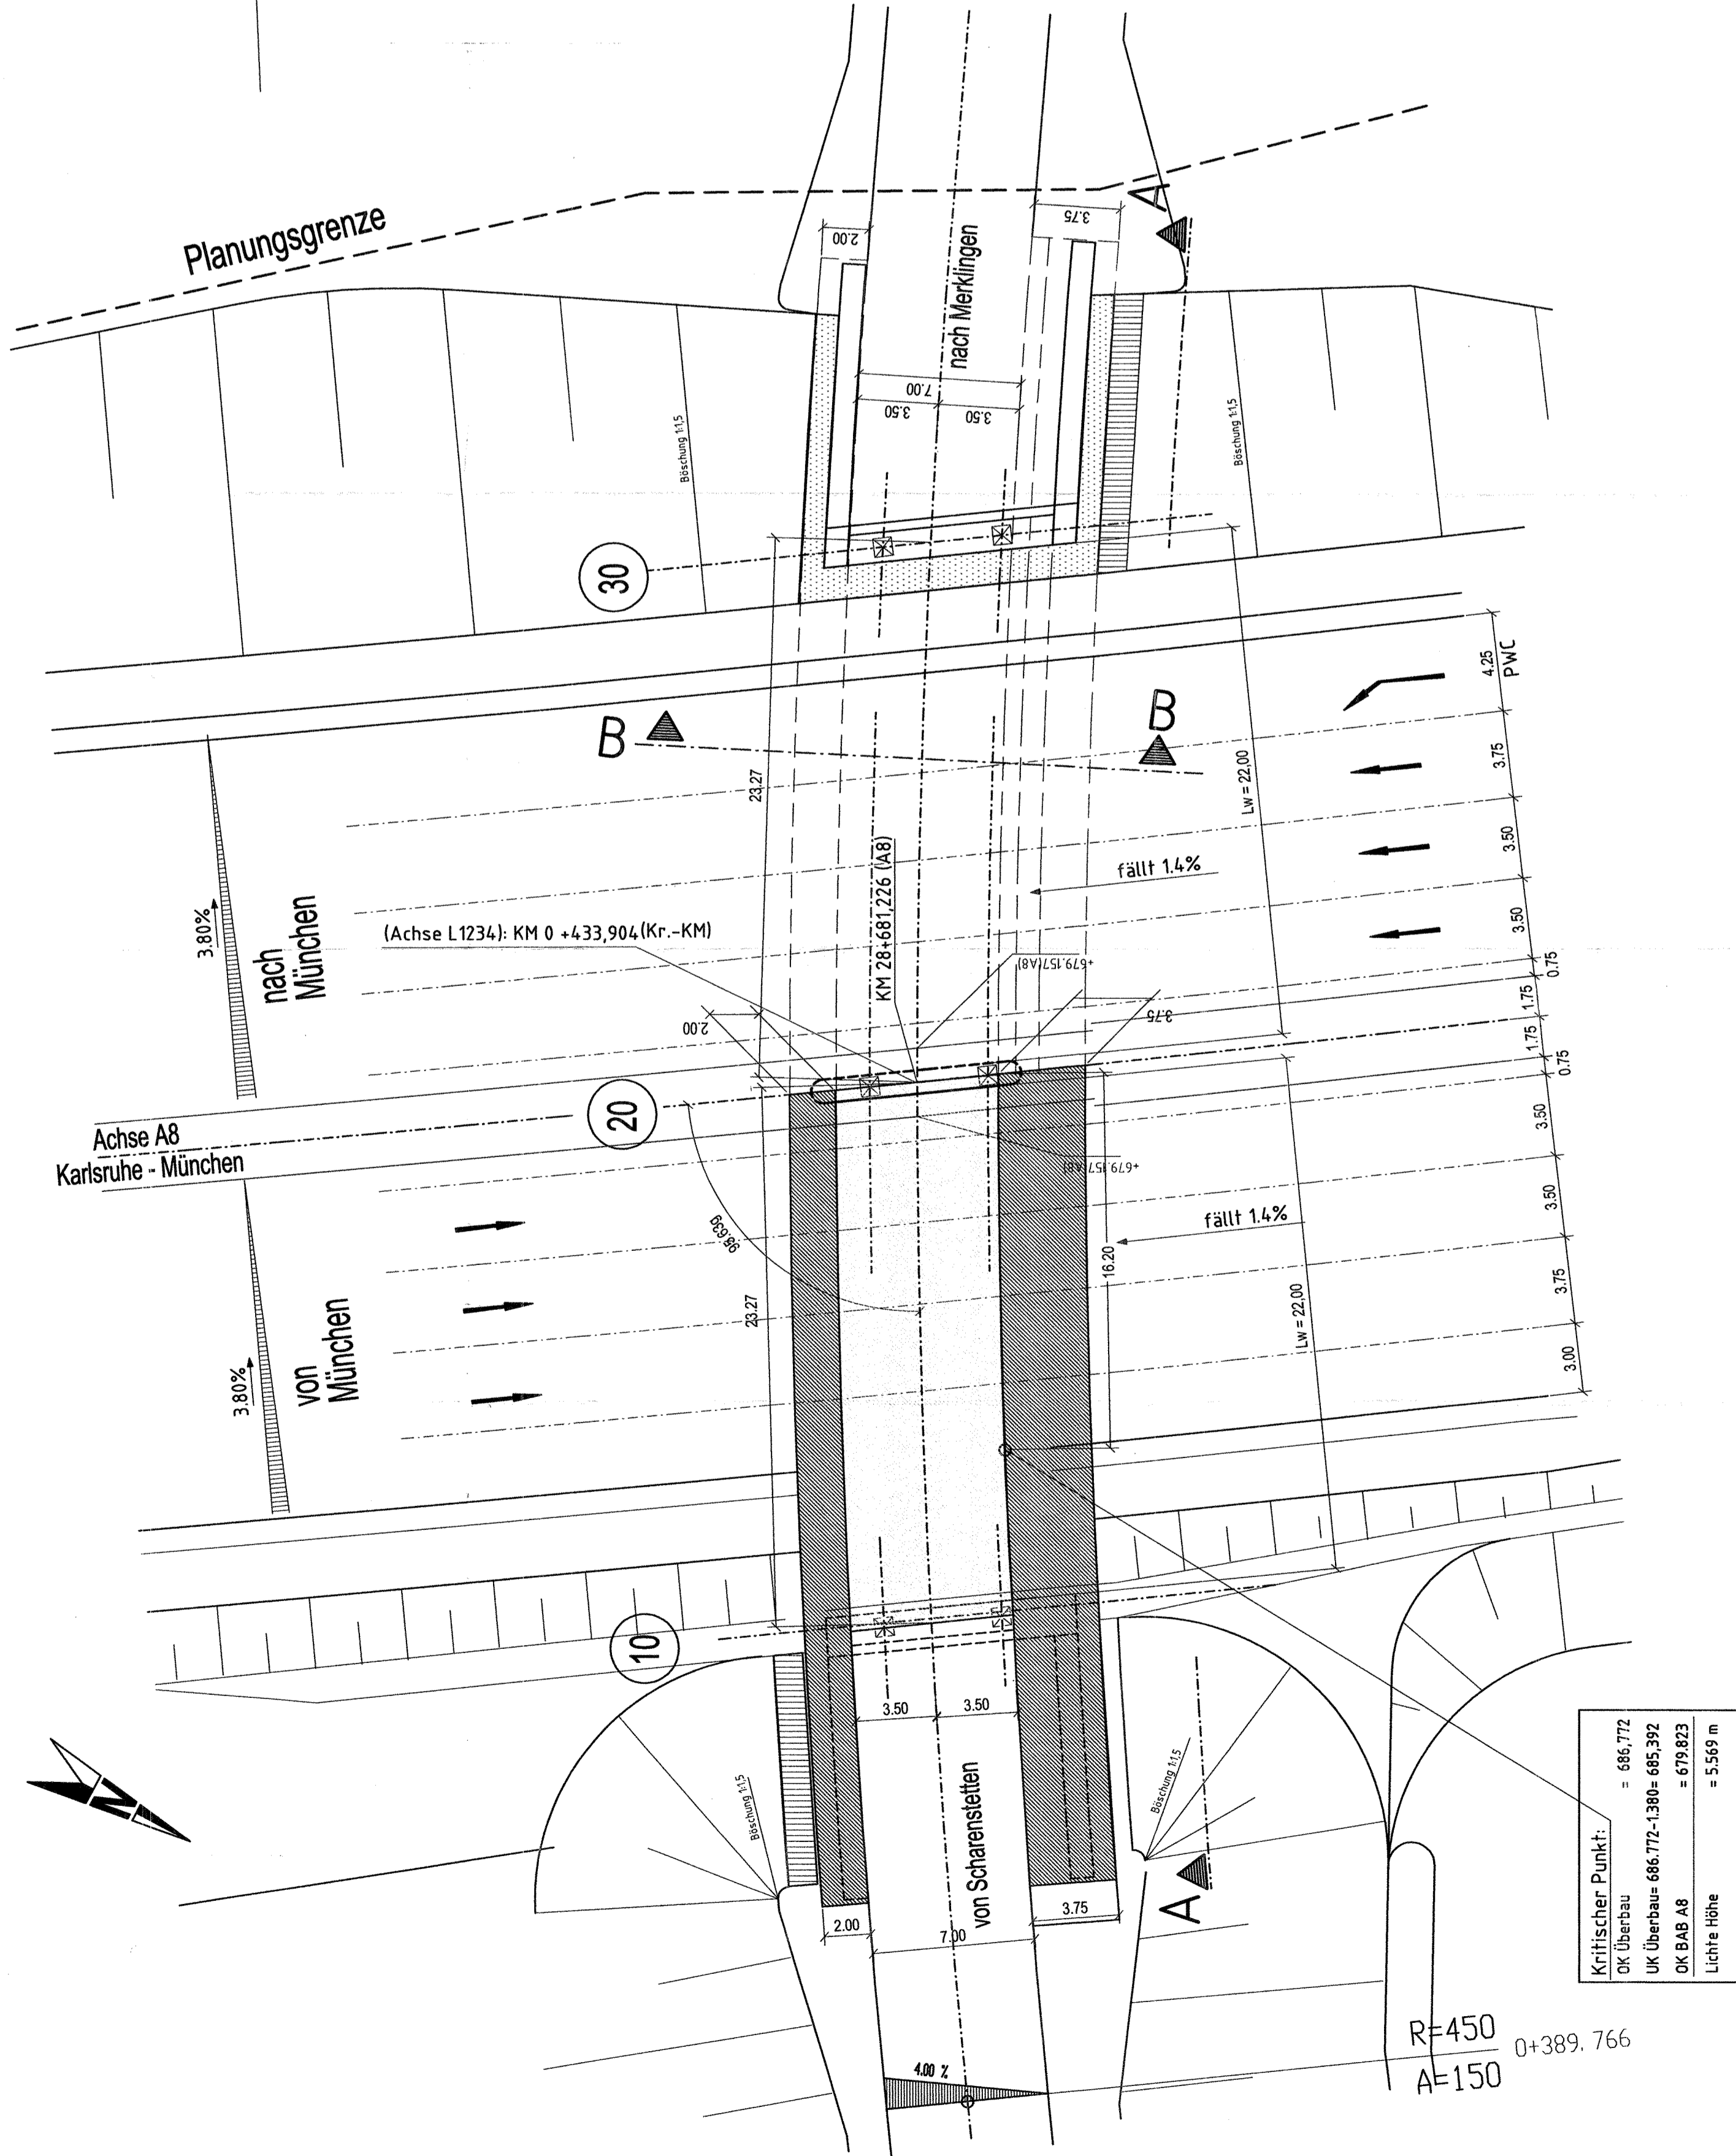 Planungsgrenze
A
3.75
2.00
nach Merklingen
7.00
3.50
3.50
Böschung 1:1,5
Böschung 1:1,5
30
4.25
PWC
B
B
23.27
Lw = 22,00
3.75
3.50
3.50
0.75
1.75
1.75
0.75
3.50
3.50
3.75
3.00
KM 28+681,226 (A8)
fällt 1.4%
3.80%
nach
München
(Achse L1234): KM 0 +433,904(Kr.-KM)
+679.157(A8)
2.00
3.75
20
Achse A8
Karlsruhe - München
+679.157(A8)
95.63g
fällt 1.4%
16.20
23.27
Lw = 22,00
3.80%
von
München
10
3.50
3.50
N
Böschung 1:1,5
Böschung 1:1,5
von Scharenstetten
A
2.00
7.00
3.75
Kritischer Punkt:
OK Überbau = 686,772
UK Überbau= 686.772-1.380= 685,392
OK BAB A8 = 679.823
Lichte Höhe = 5.569 m
4.00 %
R=450
0+389.766
A=150